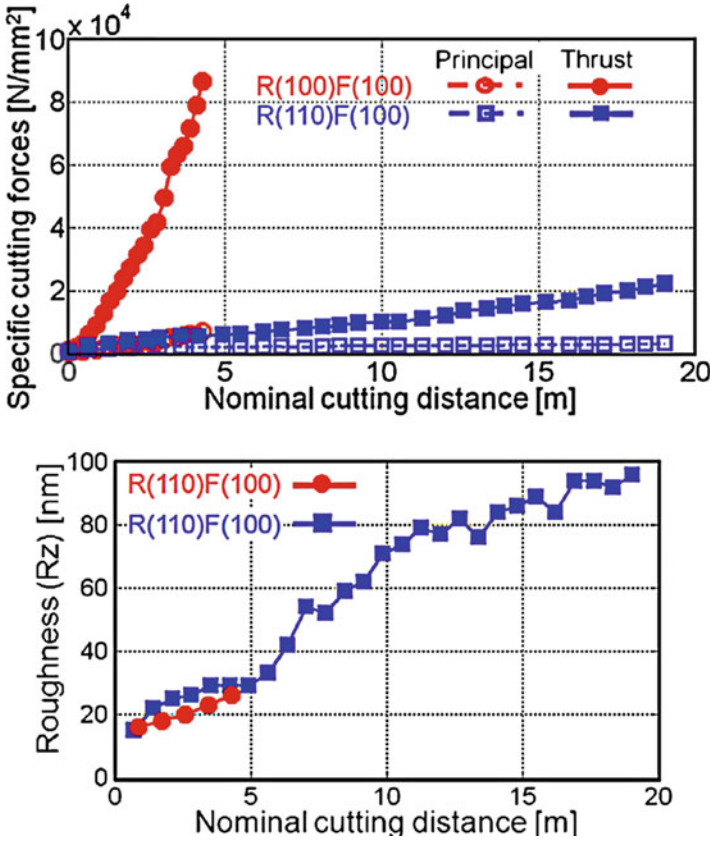 10 x 10⁴
Principal Thrust
R(100)F(100)
R(110)F(100)
8
6
4
2
0
Specific cutting forces [N/mm²]
0 5 10 15 20
Nominal cutting distance [m]
100
R(110)F(100)
R(110)F(100)
80
60
40
20
0
Roughness (Rz) [nm]
0 5 10 15 20
Nominal cutting distance [m]